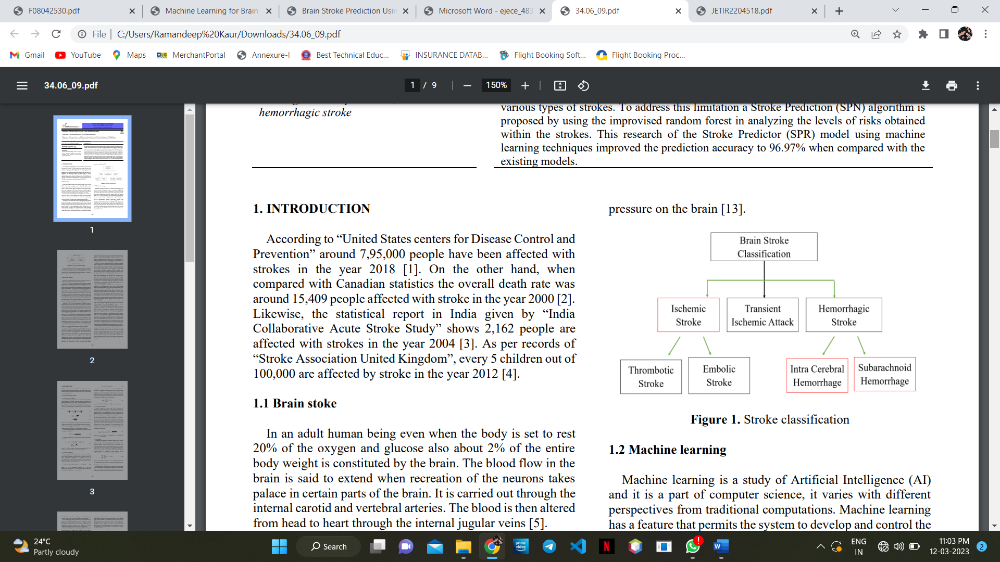 F08042530.pdf
Machine Learning for Brain
Brain Stroke Prediction Usin
Microsoft Word - ejece_483
34.06_09.pdf
JETIR2204518.pdf
File
C:/Users/Ramandeep%20Kaur/Downloads/34.06_09.pdf
Gmail
YouTube
Maps
LIC
MerchantPortal
Annexure-I
Best Technical Educ...
INSURANCE DATAB...
Flight Booking Soft...
Flight Booking Proc...
34.06_09.pdf
1 / 9
150%
1
2
3
hemorrhagic stroke
various types of strokes. To address this limitation a Stroke Prediction (SPN) algorithm is
proposed by using the improvised random forest in analyzing the levels of risks obtained
within the strokes. This research of the Stroke Predictor (SPR) model using machine
learning techniques improved the prediction accuracy to 96.97% when compared with the
existing models.
1. INTRODUCTION
According to “United States centers for Disease Control and
Prevention” around 7,95,000 people have been affected with
strokes in the year 2018 [1]. On the other hand, when
compared with Canadian statistics the overall death rate was
around 15,409 people affected with stroke in the year 2000 [2].
Likewise, the statistical report in India given by “India
Collaborative Acute Stroke Study” shows 2,162 people are
affected with strokes in the year 2004 [3]. As per records of
“Stroke Association United Kingdom”, every 5 children out of
100,000 are affected by stroke in the year 2012 [4].
1.1 Brain stoke
In an adult human being even when the body is set to rest
20% of the oxygen and glucose also about 2% of the entire
body weight is constituted by the brain. The blood flow in the
brain is said to extend when recreation of the neurons takes
palace in certain parts of the brain. It is carried out through the
internal carotid and vertebral arteries. The blood is then altered
from head to heart through the internal jugular veins [5].
pressure on the brain [13].
Brain Stroke
Classification
Ischemic
Stroke
Transient
Ischemic Attack
Hemorrhagic
Stroke
Thrombotic
Stroke
Embolic
Stroke
Intra Cerebral
Hemorrhage
Subarachnoid
Hemorrhage
Figure 1. Stroke classification
1.2 Machine learning
Machine learning is a study of Artificial Intelligence (AI)
and it is a part of computer science, it varies with different
perspectives from traditional computations. Machine learning
has a feature that permits the system to develop and control the
24°C
Partly cloudy
Search
prime
video
N
W
ENG
IN
11:03 PM
12-03-2023
2